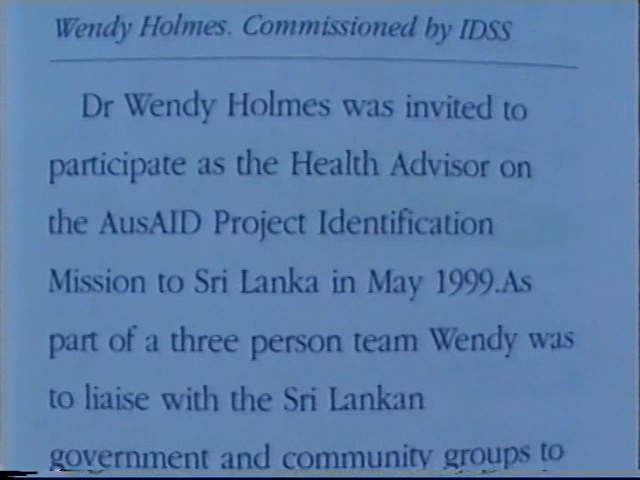 Wendy Holmes. Commissioned by IDSS
Dr Wendy Holmes was invited to
participate as the Health Advisor on
the AusAID Project Identification
Mission to Sri Lanka in May 1999.As
part of a three person team Wendy was
to liaise with the Sri Lankan
government and community groups to